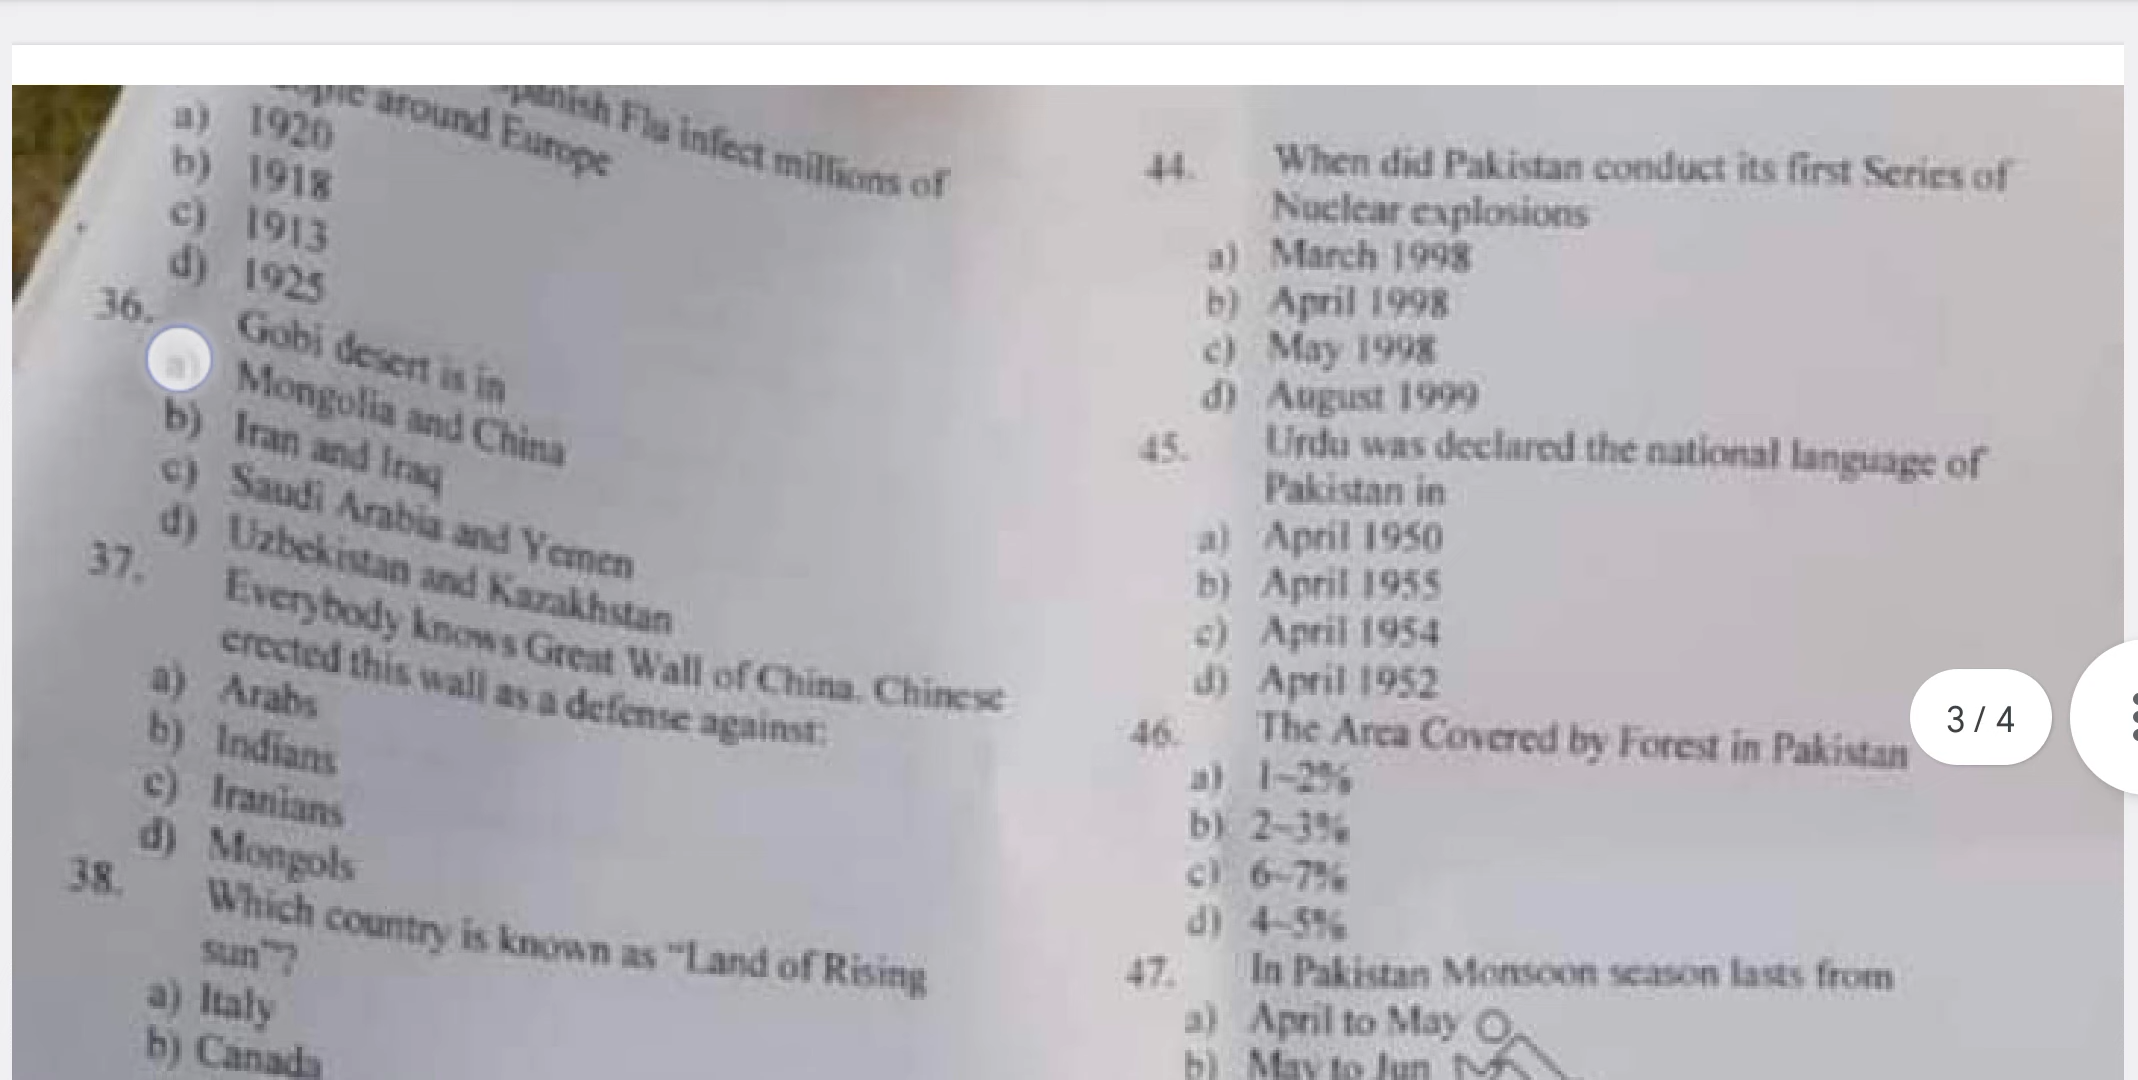 Flu infect millions of
around Europe
a) 1920
b) 1918
c) 1913
d) 1925
36. Gobi desert is in
a) Mongolia and China
b) Iran and Iraq
c) Saudi Arabia and Yemen
d) Uzbekistan and Kazakhstan
37. Everybody knows Great Wall of China. Chinese
erected this wall as a defense against:
a) Arabs
b) Indians
c) Iranians
d) Mongols
38. Which country is known as "Land of Rising
sun"?
a) Italy
b) Canada
44. When did Pakistan conduct its first Series of
Nuclear explosions
a) March 1998
b) April 1998
c) May 1998
d) August 1999
45. Urdu was declared the national language of
Pakistan in
a) April 1950
b) April 1955
c) April 1954
d) April 1952
46. The Area Covered by Forest in Pakistan
a) 1-2%
b) 2-3%
c) 6-7%
d) 4-5%
47. In Pakistan Monsoon season lasts from
a) April to May
b) May to Jun
3 / 4